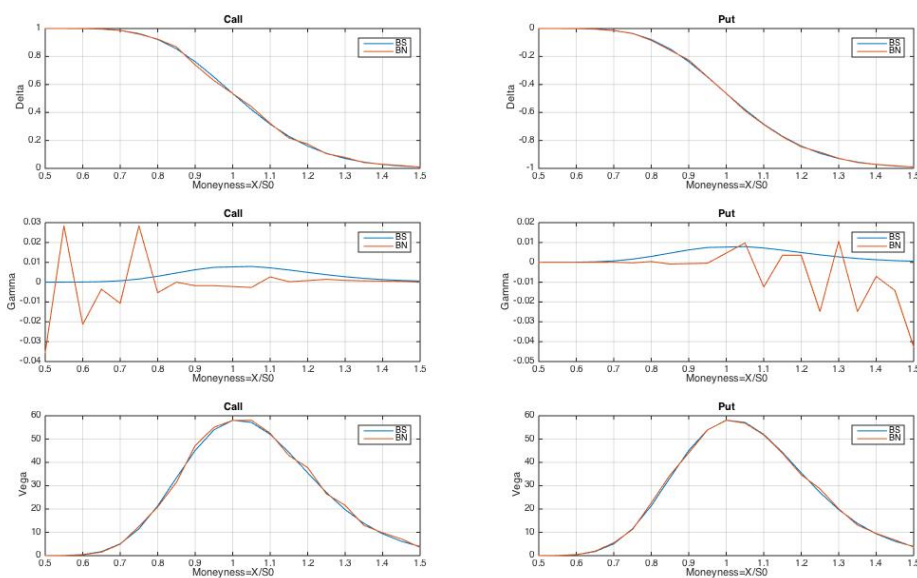 Call
Delta
1
0.8
0.6
0.4
0.2
0
BS
BN
0.5 0.6 0.7 0.8 0.9 1 1.1 1.2 1.3 1.4 1.5
Moneyness=X/S0
Put
Delta
0
-0.2
-0.4
-0.6
-0.8
-1
BS
BN
0.5 0.6 0.7 0.8 0.9 1 1.1 1.2 1.3 1.4 1.5
Moneyness=X/S0
Call
Gamma
0.03
0.02
0.01
0
-0.01
-0.02
-0.03
-0.04
BS
BN
0.5 0.6 0.7 0.8 0.9 1 1.1 1.2 1.3 1.4 1.5
Moneyness=X/S0
Put
Gamma
0.02
0.01
0
-0.01
-0.02
-0.03
-0.04
-0.05
BS
BN
0.5 0.6 0.7 0.8 0.9 1 1.1 1.2 1.3 1.4 1.5
Moneyness=X/S0
Call
Vega
60
50
40
30
20
10
0
BS
BN
0.5 0.6 0.7 0.8 0.9 1 1.1 1.2 1.3 1.4 1.5
Moneyness=X/S0
Put
Vega
60
50
40
30
20
10
0
BS
BN
0.5 0.6 0.7 0.8 0.9 1 1.1 1.2 1.3 1.4 1.5
Moneyness=X/S0